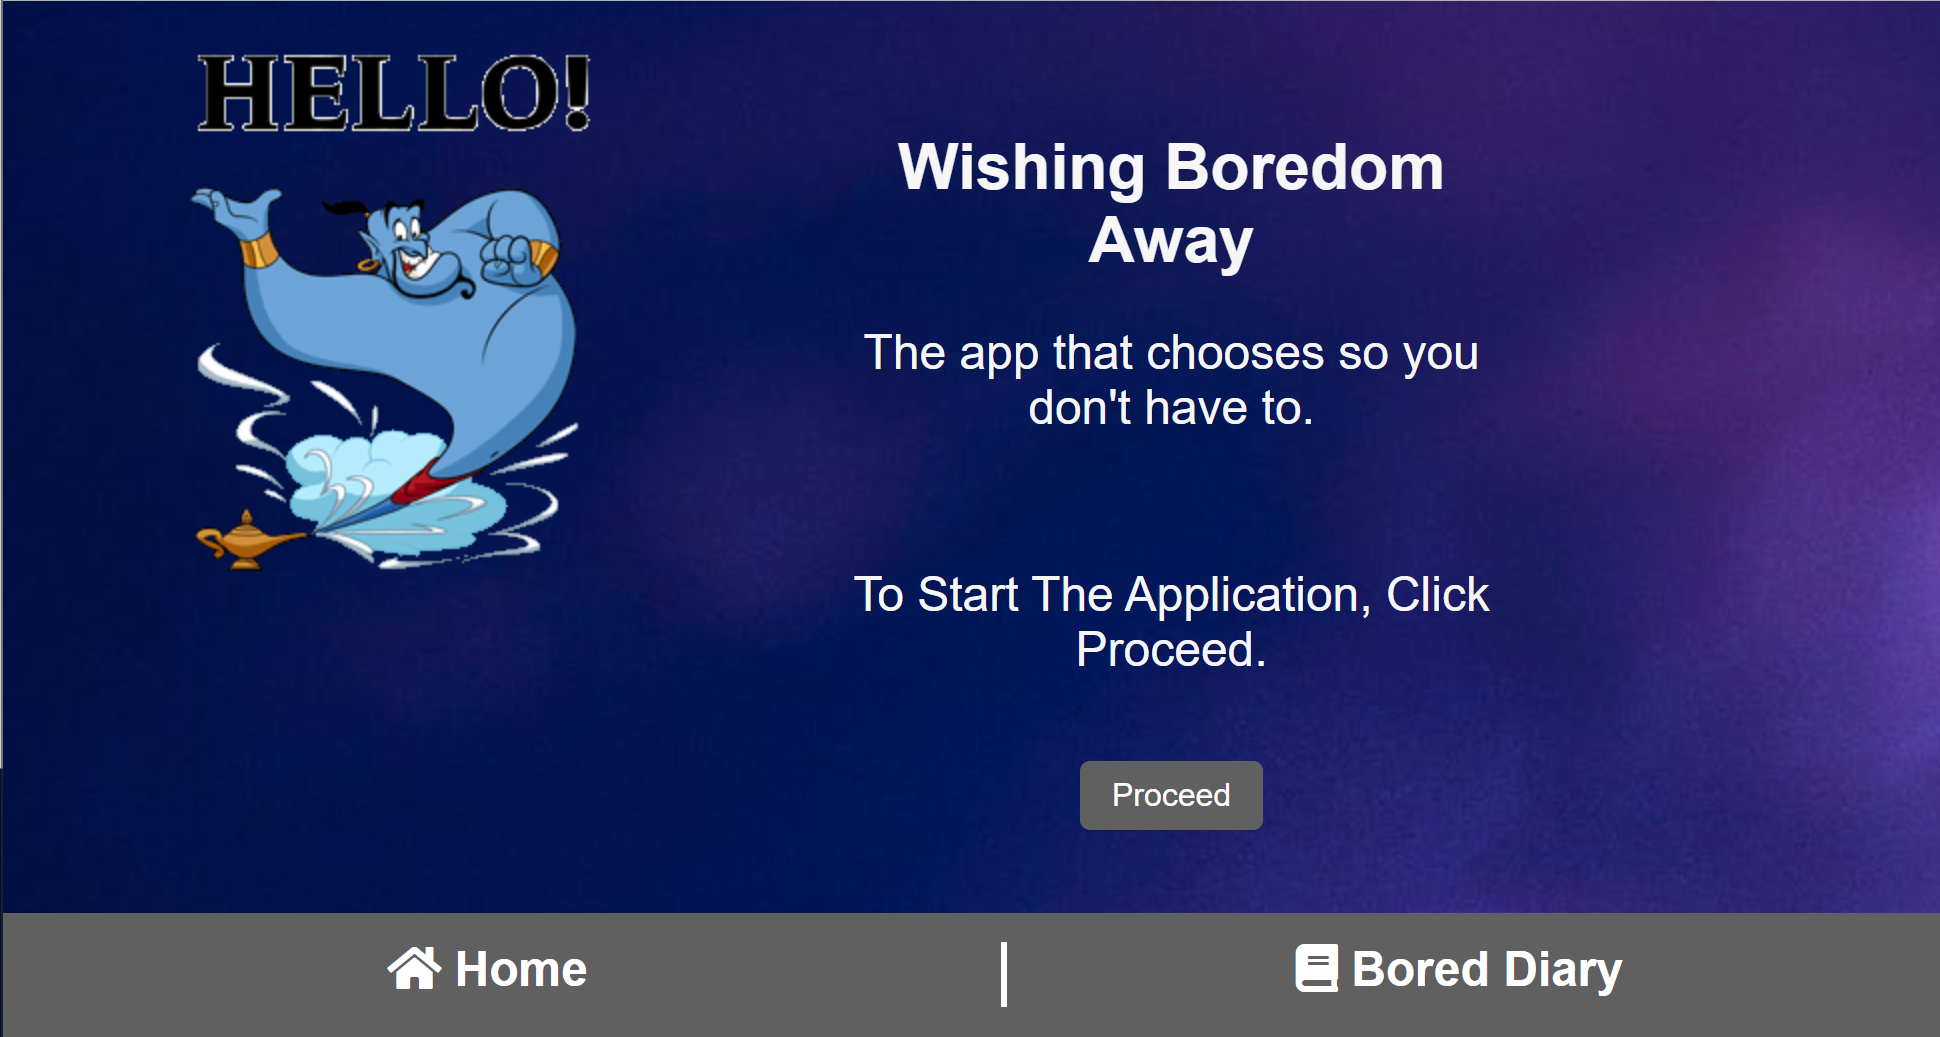 HELLO!
Wishing Boredom
Away
The app that chooses so you
don't have to.
To Start The Application, Click
Proceed.
Proceed
Home
Bored Diary